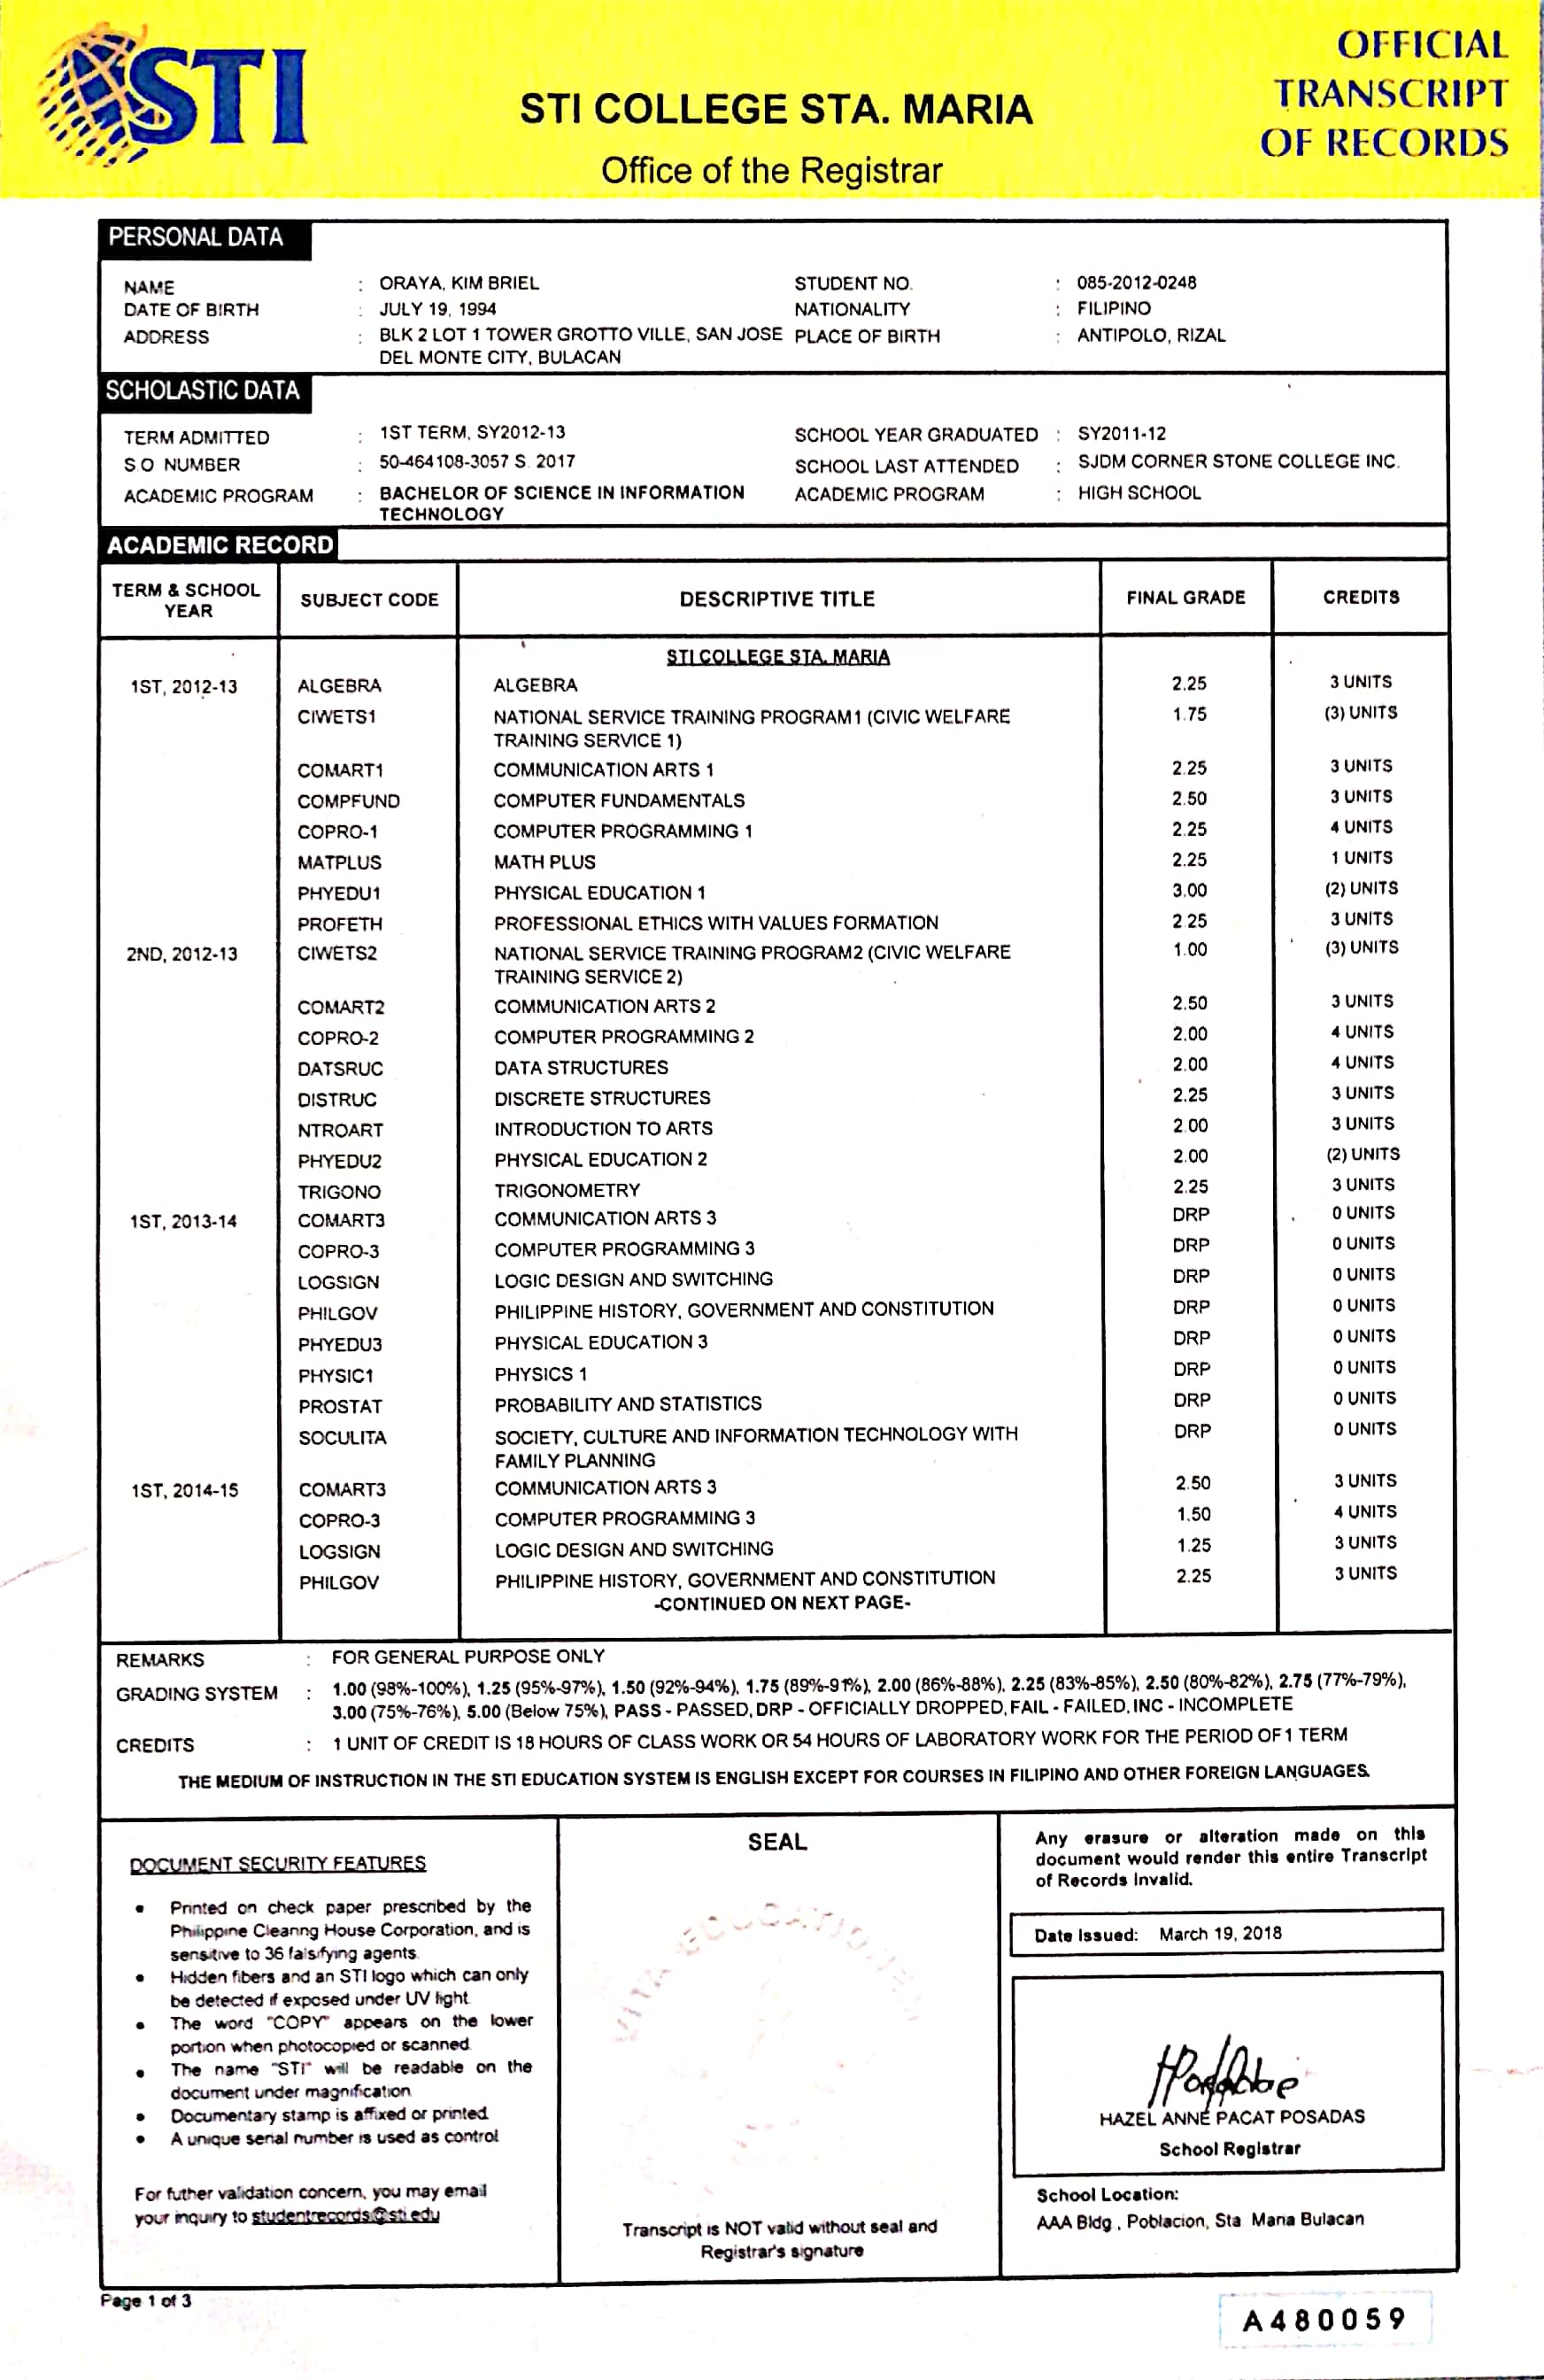 STI
STI COLLEGE STA. MARIA
Office of the Registrar
OFFICIAL
TRANSCRIPT
OF RECORDS
PERSONAL DATA
NAME : ORAYA, KIM BRIEL STUDENT NO. : 085-2012-0248
DATE OF BIRTH : JULY 19, 1994 NATIONALITY : FILIPINO
ADDRESS : BLK 2 LOT 1 TOWER GROTTO VILLE, SAN JOSE PLACE OF BIRTH : ANTIPOLO, RIZAL
DEL MONTE CITY, BULACAN
SCHOLASTIC DATA
TERM ADMITTED : 1ST TERM, SY2012-13 SCHOOL YEAR GRADUATED : SY2011-12
S.O NUMBER : 50-464108-3057 S. 2017 SCHOOL LAST ATTENDED : SJDM CORNER STONE COLLEGE INC.
ACADEMIC PROGRAM : BACHELOR OF SCIENCE IN INFORMATION ACADEMIC PROGRAM : HIGH SCHOOL
TECHNOLOGY
ACADEMIC RECORD
TERM & SCHOOL YEAR SUBJECT CODE DESCRIPTIVE TITLE FINAL GRADE CREDITS
STI COLLEGE STA. MARIA
1ST, 2012-13 ALGEBRA ALGEBRA 2.25 3 UNITS
CIWETS1 NATIONAL SERVICE TRAINING PROGRAM1 (CIVIC WELFARE 1.75 (3) UNITS
TRAINING SERVICE 1)
COMART1 COMMUNICATION ARTS 1 2.25 3 UNITS
COMPFUND COMPUTER FUNDAMENTALS 2.50 3 UNITS
COPRO-1 COMPUTER PROGRAMMING 1 2.25 4 UNITS
MATPLUS MATH PLUS 2.25 1 UNITS
PHYEDU1 PHYSICAL EDUCATION 1 3.00 (2) UNITS
PROFETH PROFESSIONAL ETHICS WITH VALUES FORMATION 2.25 3 UNITS
2ND, 2012-13 CIWETS2 NATIONAL SERVICE TRAINING PROGRAM2 (CIVIC WELFARE 1.00 (3) UNITS
TRAINING SERVICE 2)
COMART2 COMMUNICATION ARTS 2 2.50 3 UNITS
COPRO-2 COMPUTER PROGRAMMING 2 2.00 4 UNITS
DATSRUC DATA STRUCTURES 2.00 4 UNITS
DISTRUC DISCRETE STRUCTURES 2.25 3 UNITS
NTROART INTRODUCTION TO ARTS 2.00 3 UNITS
PHYEDU2 PHYSICAL EDUCATION 2 2.00 (2) UNITS
TRIGONO TRIGONOMETRY 2.25 3 UNITS
1ST, 2013-14 COMART3 COMMUNICATION ARTS 3 DRP 0 UNITS
COPRO-3 COMPUTER PROGRAMMING 3 DRP 0 UNITS
LOGSIGN LOGIC DESIGN AND SWITCHING DRP 0 UNITS
PHILGOV PHILIPPINE HISTORY, GOVERNMENT AND CONSTITUTION DRP 0 UNITS
PHYEDU3 PHYSICAL EDUCATION 3 DRP 0 UNITS
PHYSIC1 PHYSICS 1 DRP 0 UNITS
PROSTAT PROBABILITY AND STATISTICS DRP 0 UNITS
SOCULITA SOCIETY, CULTURE AND INFORMATION TECHNOLOGY WITH DRP 0 UNITS
FAMILY PLANNING
1ST, 2014-15 COMART3 COMMUNICATION ARTS 3 2.50 3 UNITS
COPRO-3 COMPUTER PROGRAMMING 3 1.50 4 UNITS
LOGSIGN LOGIC DESIGN AND SWITCHING 1.25 3 UNITS
PHILGOV PHILIPPINE HISTORY, GOVERNMENT AND CONSTITUTION 2.25 3 UNITS
-CONTINUED ON NEXT PAGE-
REMARKS : FOR GENERAL PURPOSE ONLY
GRADING SYSTEM : 1.00 (98%-100%), 1.25 (95%-97%), 1.50 (92%-94%), 1.75 (89%-91%), 2.00 (86%-88%), 2.25 (83%-85%), 2.50 (80%-82%), 2.75 (77%-79%),
3.00 (75%-76%), 5.00 (Below 75%), PASS - PASSED, DRP - OFFICIALLY DROPPED, FAIL - FAILED, INC - INCOMPLETE
CREDITS : 1 UNIT OF CREDIT IS 18 HOURS OF CLASS WORK OR 54 HOURS OF LABORATORY WORK FOR THE PERIOD OF 1 TERM
THE MEDIUM OF INSTRUCTION IN THE STI EDUCATION SYSTEM IS ENGLISH EXCEPT FOR COURSES IN FILIPINO AND OTHER FOREIGN LANGUAGES.
DOCUMENT SECURITY FEATURES
• Printed on check paper prescribed by the
Philippine Clearing House Corporation, and is
sensitive to 36 falsifying agents.
• Hidden fibers and an STI logo which can only
be detected if exposed under UV light
• The word "COPY" appears on the lower
portion when photocopied or scanned.
• The name "STI" will be readable on the
document under magnification.
• Documentary stamp is affixed or printed.
• A unique serial number is used as control
For futher validation concern, you may email
your inquiry to studentrecords@sti.edu
SEAL
Transcript is NOT valid without seal and
Registrar's signature
Any erasure or alteration made on this
document would render this entire Transcript
of Records Invalid.
Date Issued: March 19, 2018
HAZEL ANNE PACAT POSADAS
School Registrar
School Location:
AAA Bldg., Poblacion, Sta Maria Bulacan
Page 1 of 3
A480059